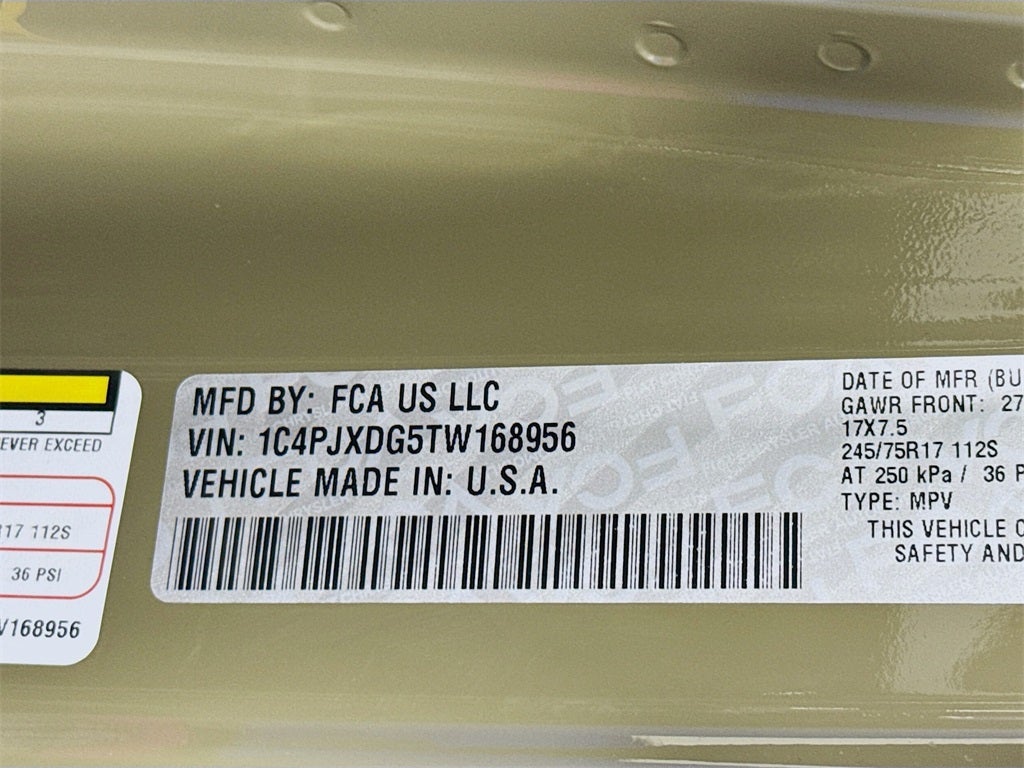 3
EVER EXCEED
R17 112S
36 PSI
W168956
MFD BY: FCA US LLC
VIN: 1C4PJXDG5TW168956
VEHICLE MADE IN: U.S.A.
DATE OF MFR (BU
GAWR FRONT: 27
17X7.5
245/75R17 112S
AT 250 kPa / 36 P
TYPE: MPV
THIS VEHICLE C
SAFETY AND